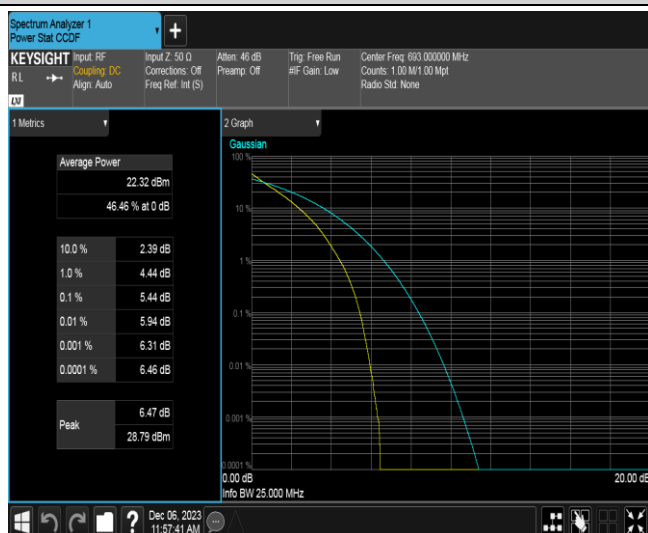 Spectrum Analyzer 1
Power Stat CCDF
KEYSIGHT
R L
LXI
Input: RF
Coupling: DC
Align: Auto
Input Z: 50 Ω
Corrections: Off
Freq Ref: Int (S)
Atten: 46 dB
Preamp: Off
Trig: Free Run
#IF Gain: Low
Center Freq: 693.000000 MHz
Counts: 1.00 M/1.00 Mpt
Radio Std: None
1 Metrics
Average Power
22.32 dBm
46.46 % at 0 dB
10.0 % 2.39 dB
1.0 % 4.44 dB
0.1 % 5.44 dB
0.01 % 5.94 dB
0.001 % 6.31 dB
0.0001 % 6.46 dB
Peak
6.47 dB
28.79 dBm
2 Graph
Gaussian
100 %
10 %
1 %
0.1 %
0.01 %
0.001 %
0.0001 %
0.00 dB
20.00 dB
Info BW 25.000 MHz
Dec 06, 2023
11:57:41 AM